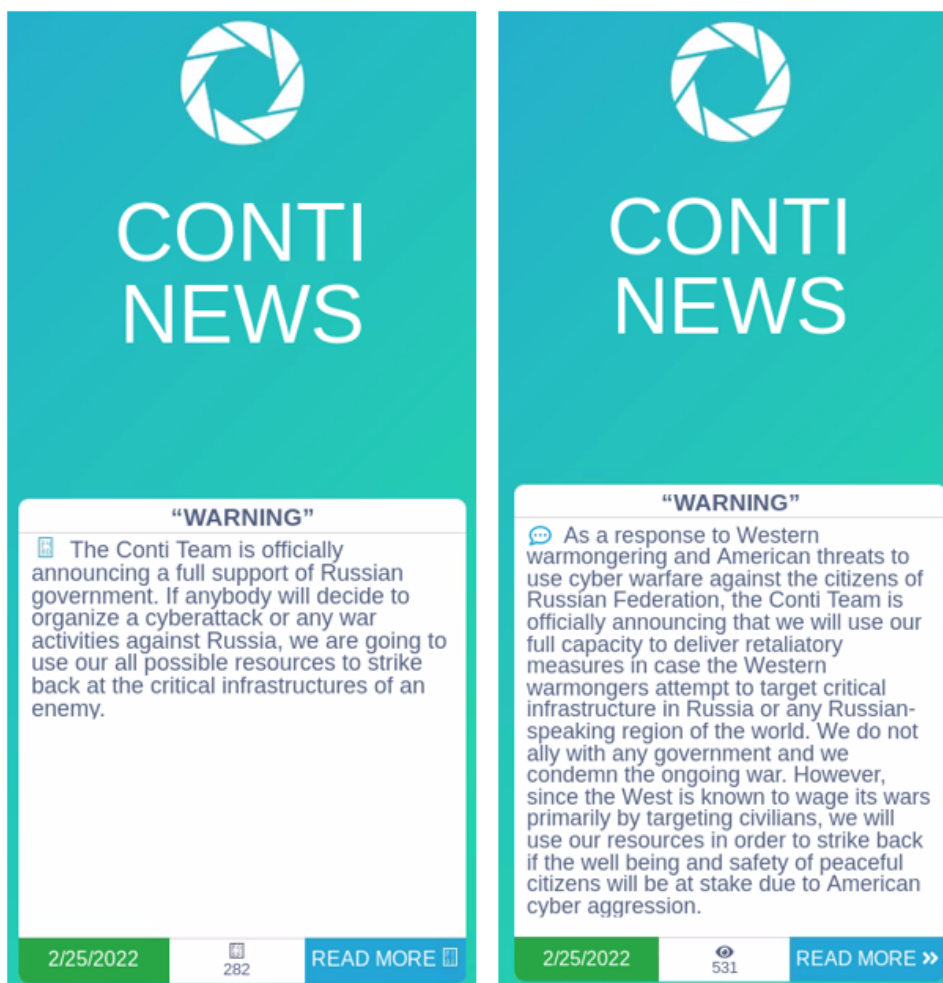 CONTI
NEWS
“WARNING”
The Conti Team is officially
announcing a full support of Russian
government. If anybody will decide to
organize a cyberattack or any war
activities against Russia, we are going to
use our all possible resources to strike
back at the critical infrastructures of an
enemy.
2/25/2022
282
READ MORE
CONTI
NEWS
“WARNING”
As a response to Western
warmongering and American threats to
use cyber warfare against the citizens of
Russian Federation, the Conti Team is
officially announcing that we will use our
full capacity to deliver retaliatory
measures in case the Western
warmongers attempt to target critical
infrastructure in Russia or any Russian-
speaking region of the world. We do not
ally with any government and we
condemn the ongoing war. However,
since the West is known to wage its wars
primarily by targeting civilians, we will
use our resources in order to strike back
if the well being and safety of peaceful
citizens will be at stake due to American
cyber aggression.
2/25/2022
531
READ MORE »